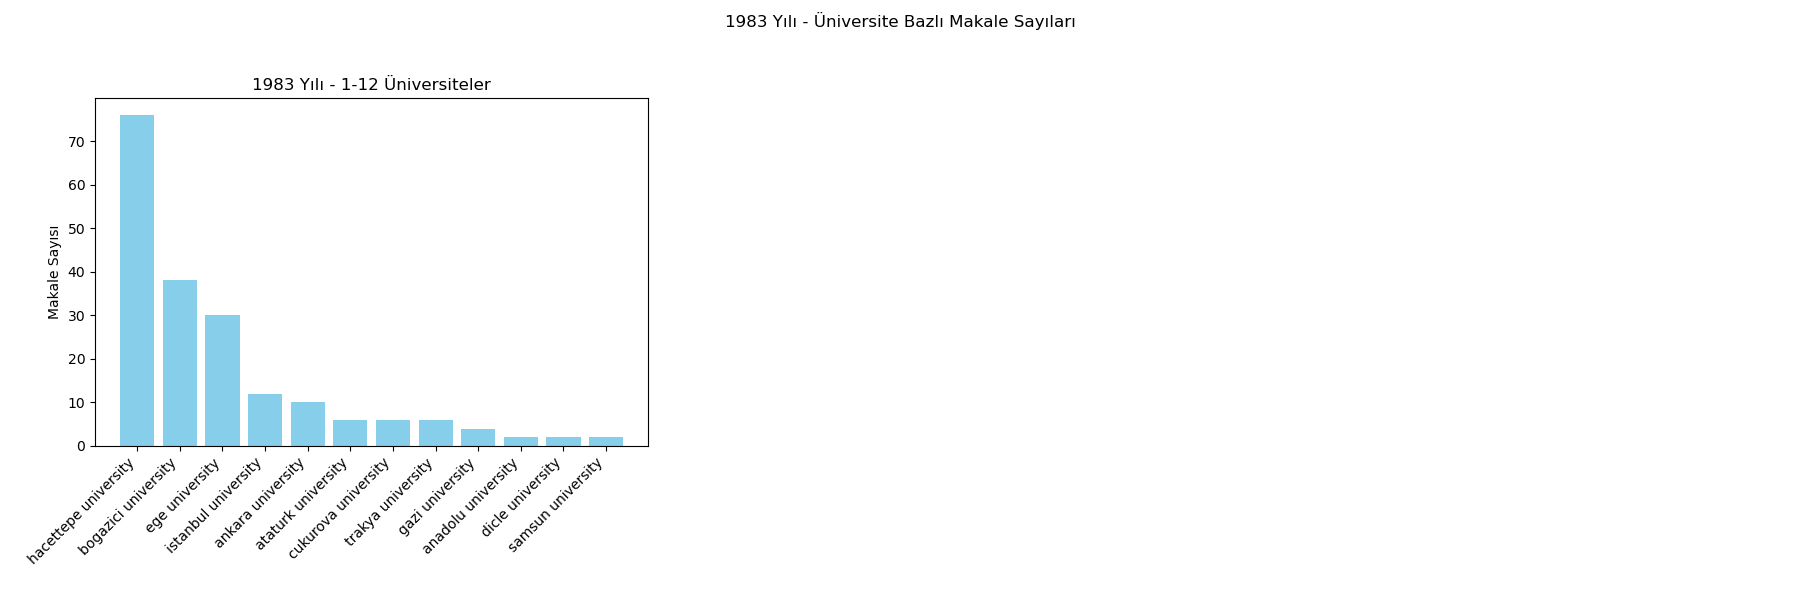 1983 Yılı - Üniversite Bazlı Makale Sayıları
1983 Yılı - 1-12 Üniversiteler
Makale Sayısı
70
60
50
40
30
20
10
0
hacettepe university
bogazici university
ege university
istanbul university
ankara university
ataturk university
cukurova university
trakya university
gazi university
anadolu university
dicle university
samsun university